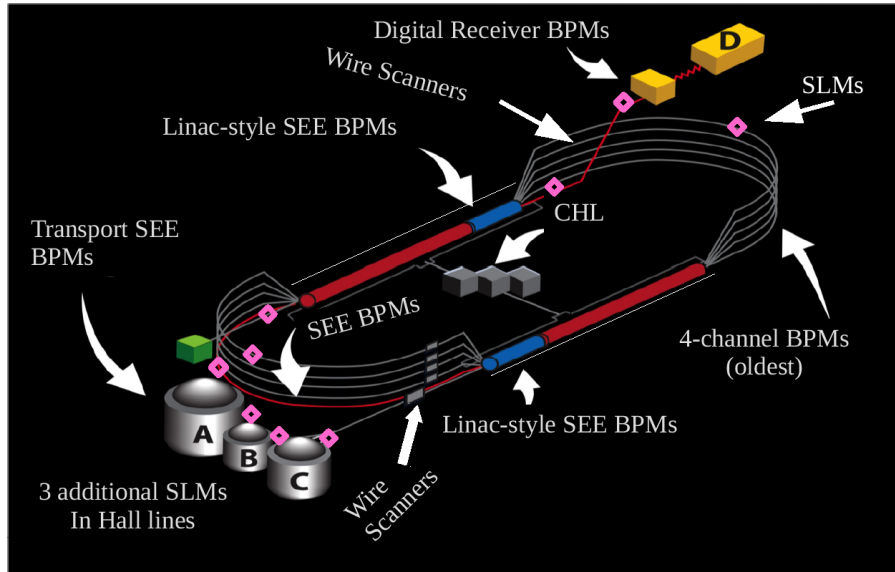 Digital Receiver BPMs
D
Wire Scanners
SLMs
Linac-style SEE BPMs
CHL
Transport SEE
BPMs
SEE BPMs
4-channel BPMs
(oldest)
A
B
C
Linac-style SEE BPMs
3 additional SLMs
In Hall lines
Wire
Scanners